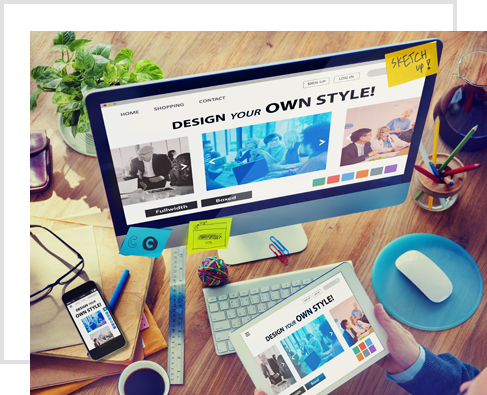 SKETCH
up!
SIGN UP
LOG IN
HOME
SHOPPING
CONTACT
DESIGN YOUR OWN STYLE!
Fullwidth
Boxed
C C
DESIGN YOUR
OWN STYLE!
DESIGN YOUR OWN STYLE!